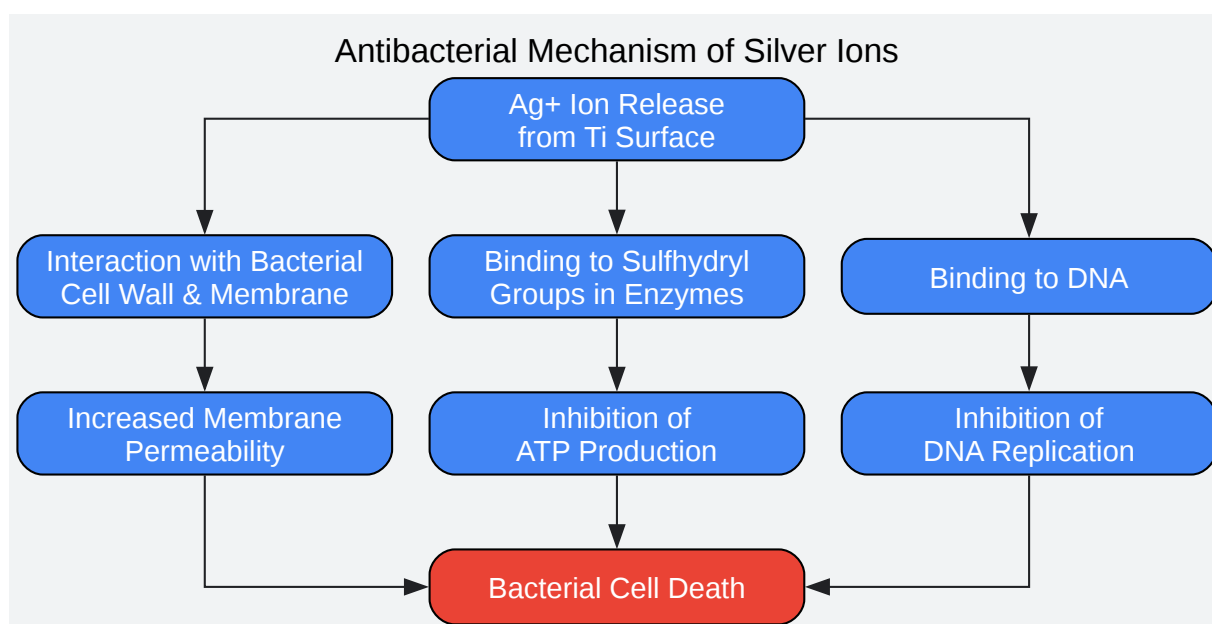 Antibacterial Mechanism of Silver Ions
Ag+ Ion Release
from Ti Surface
Interaction with Bacterial
Cell Wall & Membrane
Binding to Sulfhydryl
Groups in Enzymes
Binding to DNA
Increased Membrane
Permeability
Inhibition of
ATP Production
Inhibition of
DNA Replication
Bacterial Cell Death